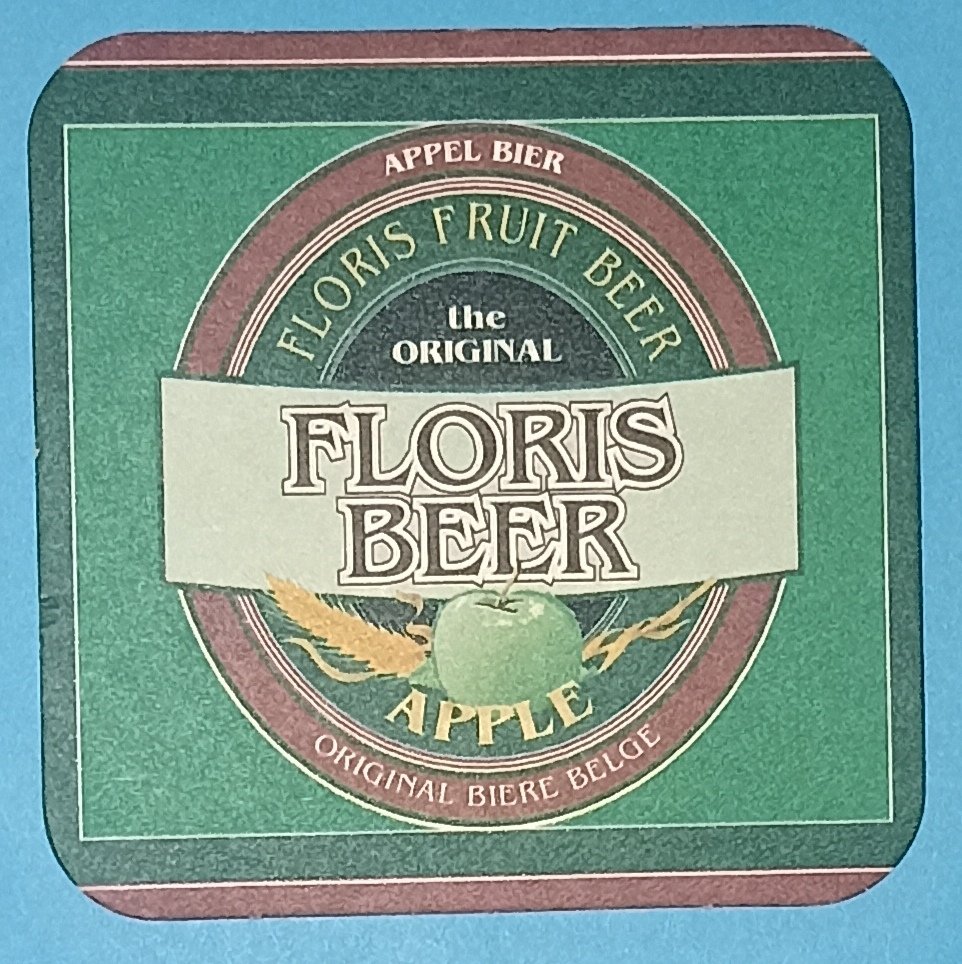 APPEL BIER
FLORIS FRUIT BEER
the
ORIGINAL
FLORIS
BEER
APPLE
ORIGINAL BIERE BELGE